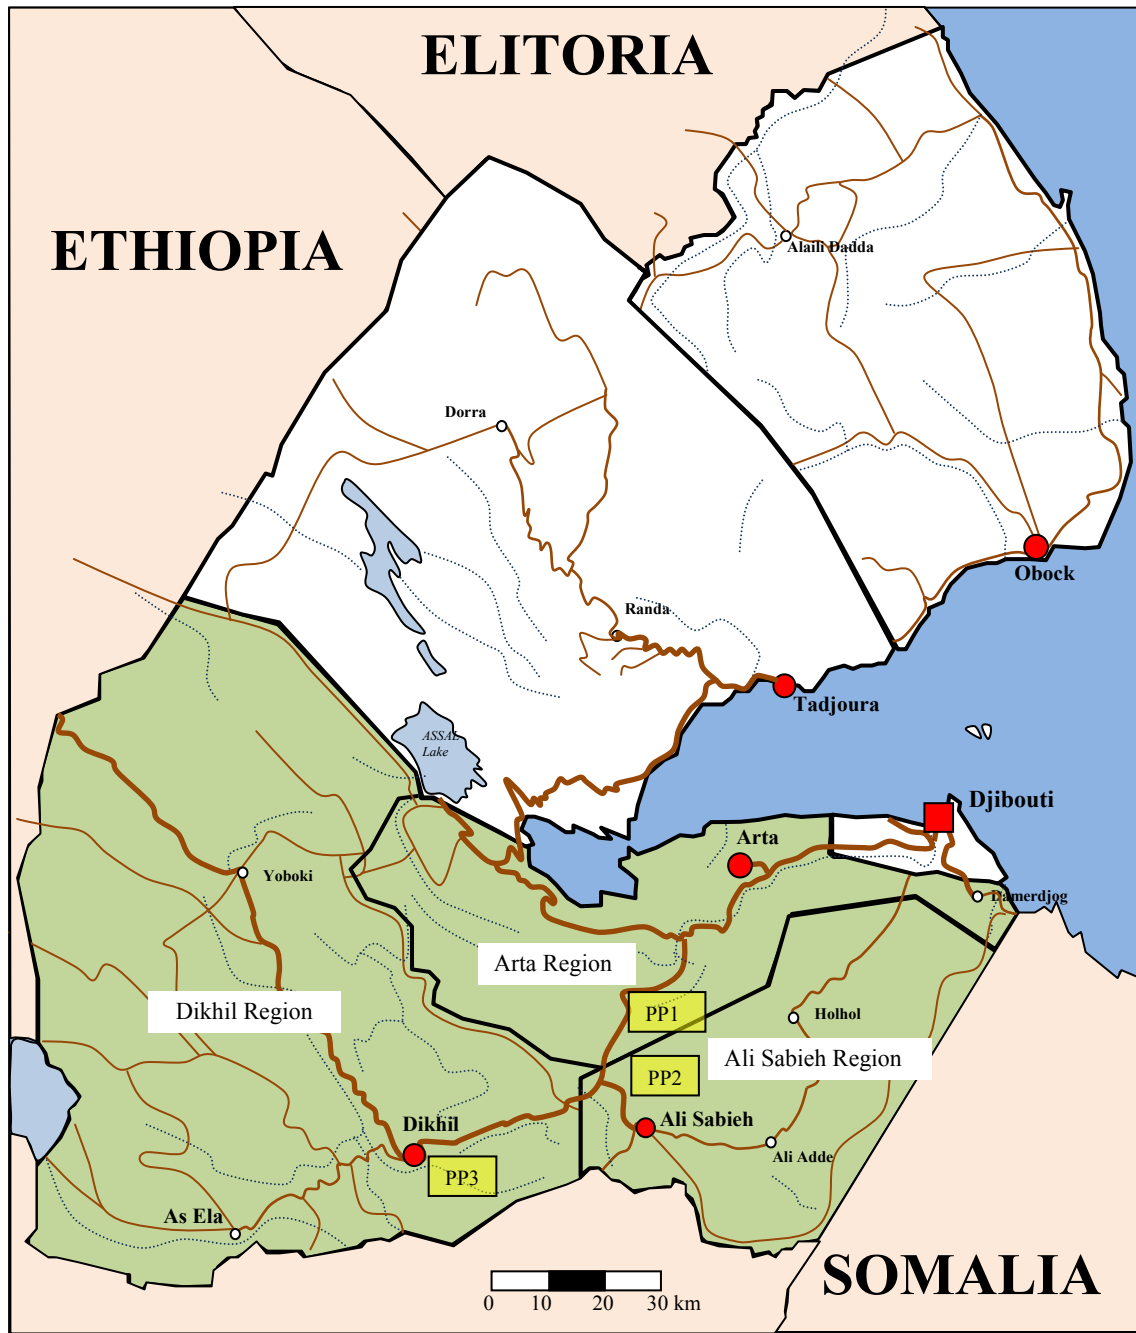 ELITORIA
ETHIOPIA
Alaili Dadda
Dorra
Obock
Randa
Tadjoura
ASSAL
Lake
Djibouti
Arta
Yoboki
Damerdjog
Arta Region
Dikhil Region
PP1
Holhol
Ali Sabieh Region
PP2
Dikhil
Ali Sabieh
Ali Adde
PP3
As Ela
SOMALIA
0 10 20 30 km